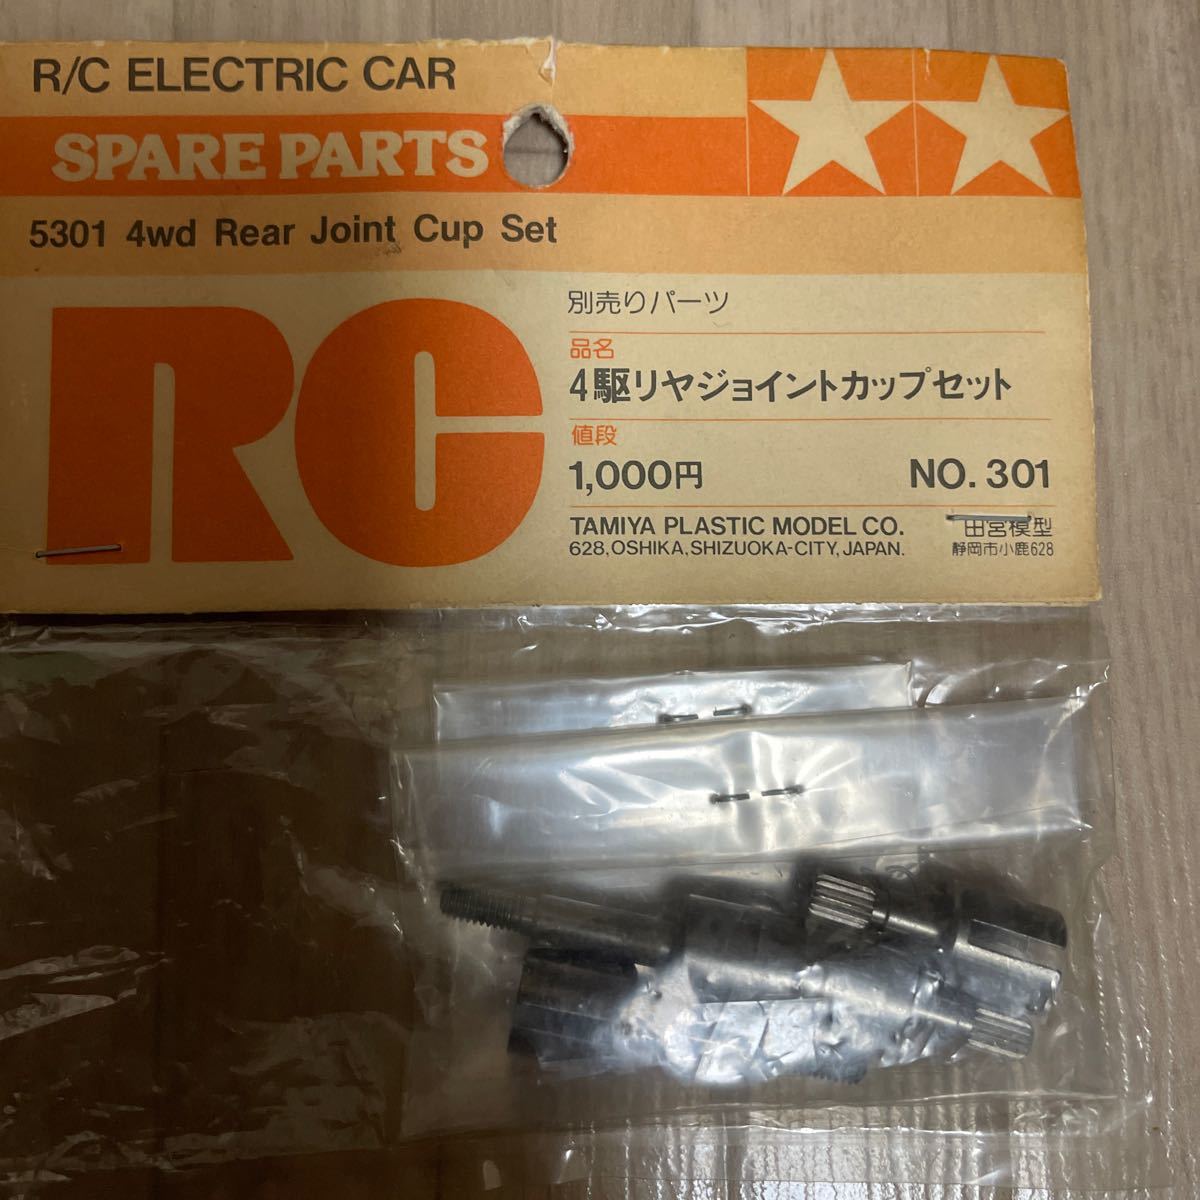 R/C ELECTRIC CAR
SPARE PARTS
5301 4wd Rear Joint Cup Set
RC
別売りパーツ
品名
4駆リヤジョイントカップセット
値段
1,000円 NO. 301
TAMIYA PLASTIC MODEL CO. 田宮模型
628, OSHIKA, SHIZUOKA-CITY, JAPAN. 静岡市小鹿628